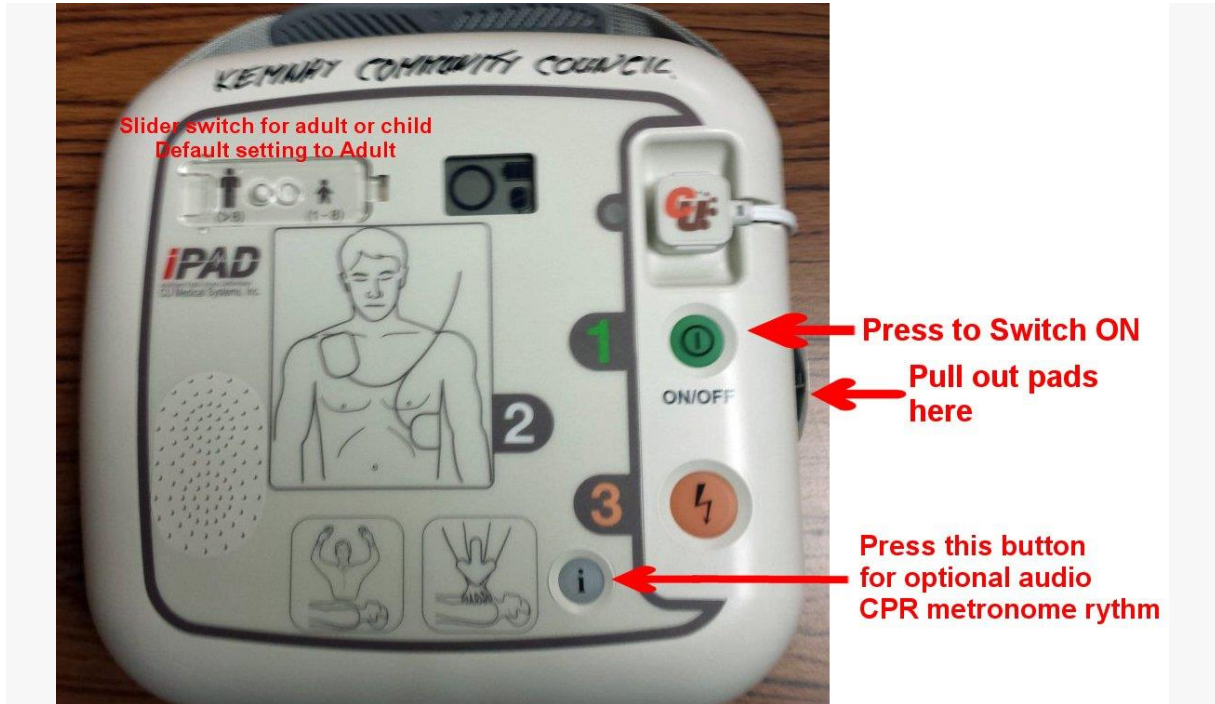 KEMNAY COMMUNITY COUNCIL
Slider switch for adult or child
Default setting to Adult
(>8)
(1-8)
iPAD
CU Medical Systems, Inc.
1
ON/OFF
2
3
i
Press to Switch ON
Pull out pads
here
Press this button
for optional audio
CPR metronome rythm